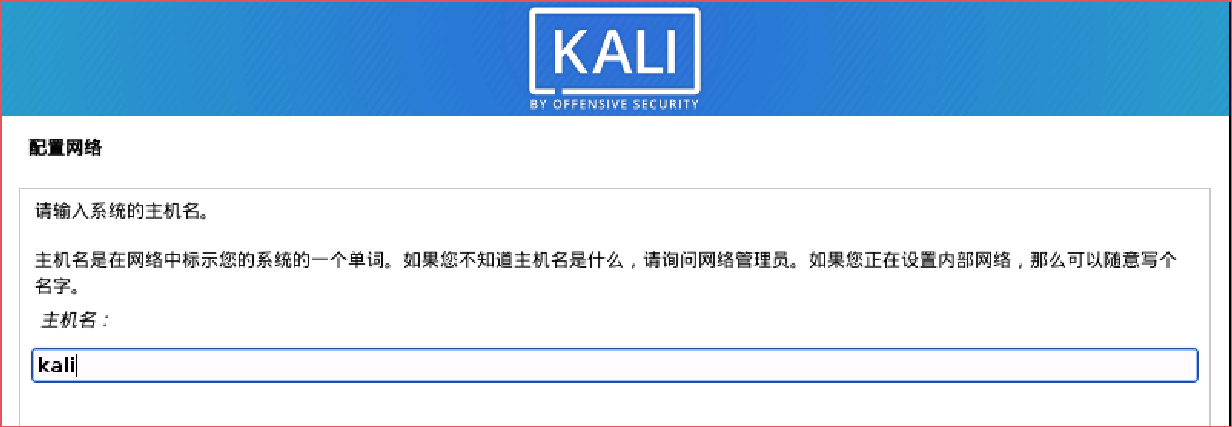 KALI
BY OFFENSIVE SECURITY
配置网络
请输入系统的主机名。
主机名是在网络中标示您的系统的一个单词。如果您不知道主机名是什么，请询问网络管理员。如果您正在设置内部网络，那么可以随意写个
名字。
主机名：
kali